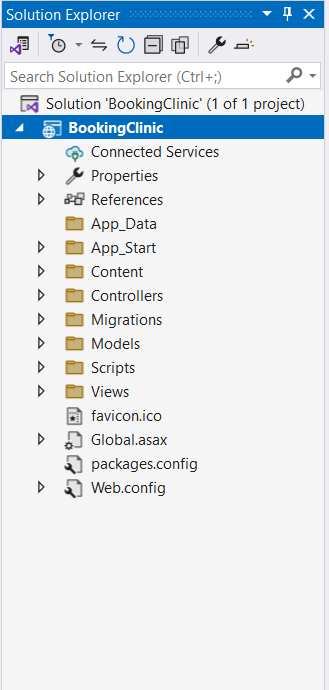 Solution Explorer
Search Solution Explorer (Ctrl+;)
Solution 'BookingClinic' (1 of 1 project)
BookingClinic
Connected Services
Properties
References
App_Data
App_Start
Content
Controllers
Migrations
Models
Scripts
Views
favicon.ico
Global.asax
packages.config
Web.config